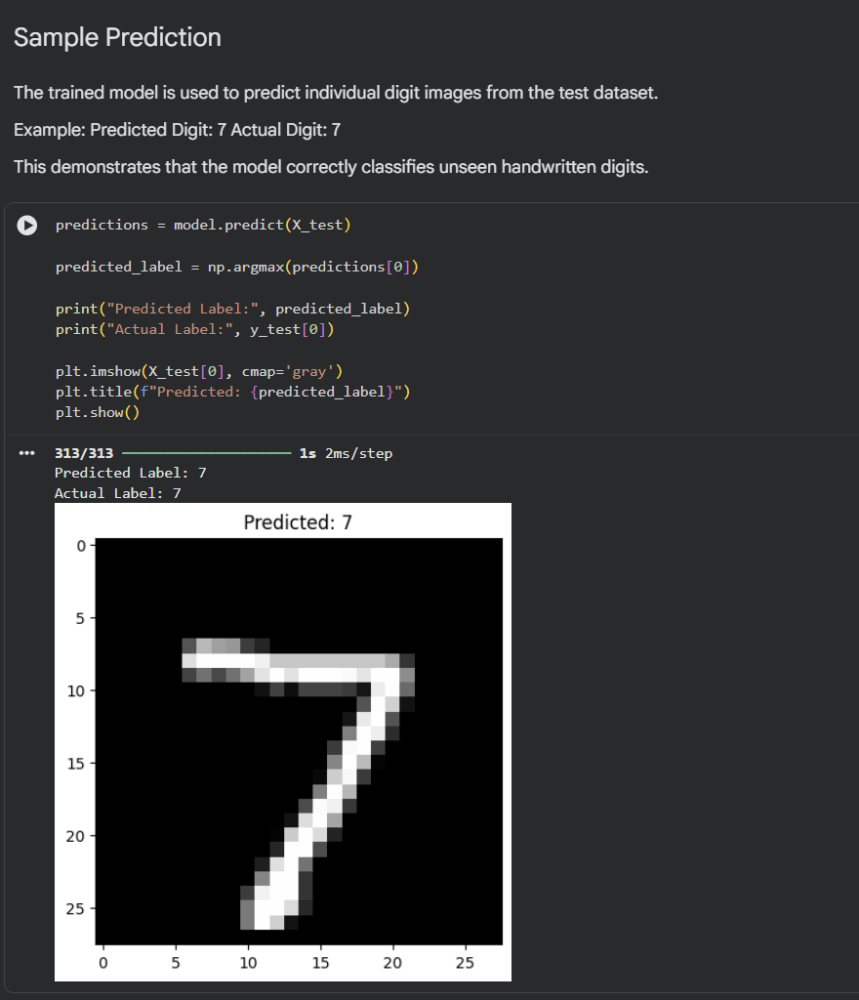 Sample Prediction
The trained model is used to predict individual digit images from the test dataset.
Example: Predicted Digit: 7 Actual Digit: 7
This demonstrates that the model correctly classifies unseen handwritten digits.
predictions = model.predict(X_test)
predicted_label = np.argmax(predictions[0])
print("Predicted Label:", predicted_label)
print("Actual Label:", y_test[0])
plt.imshow(X_test[0], cmap='gray')
plt.title(f"Predicted: {predicted_label}")
plt.show()
313/313 1s 2ms/step
Predicted Label: 7
Actual Label: 7
Predicted: 7
0
5
10
15
20
25
7
0 5 10 15 20 25